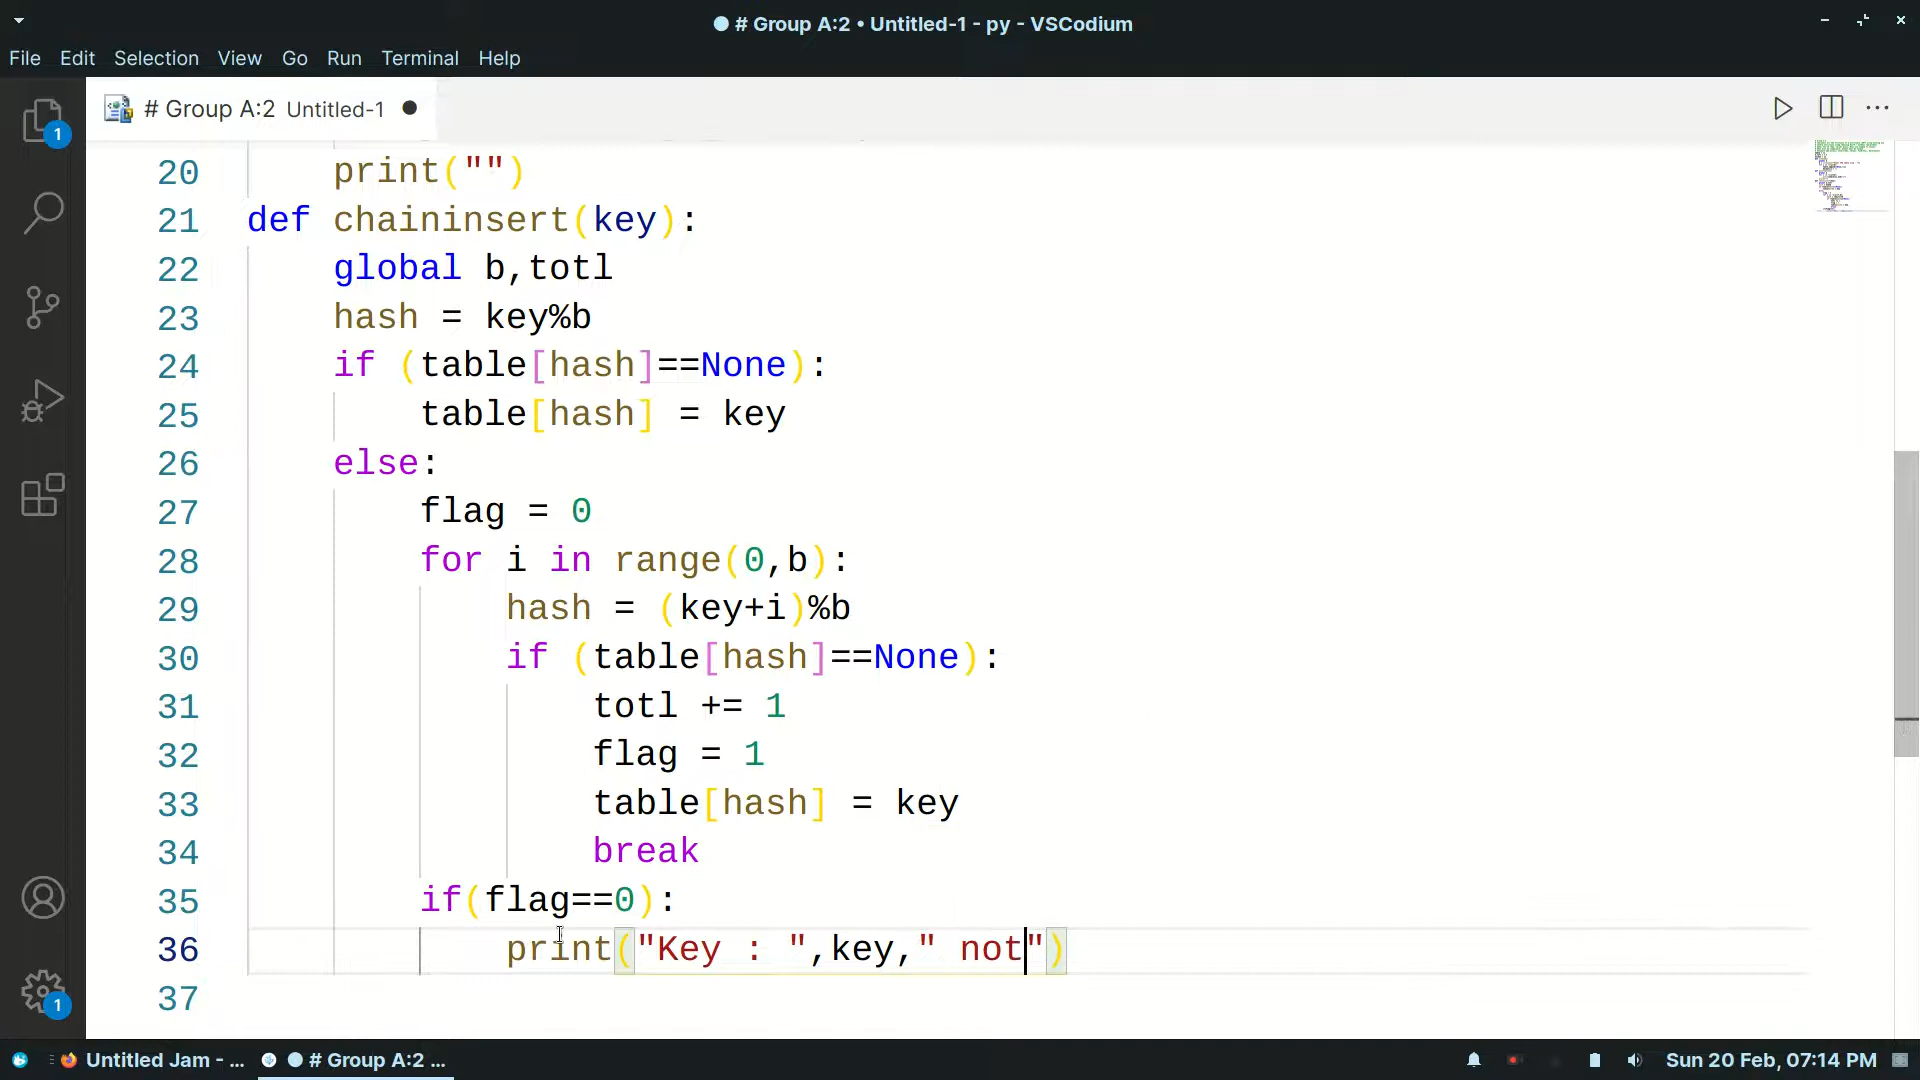 # Group A:2 • Untitled-1 - py - VSCodium
File Edit Selection View Go Run Terminal Help
1
# Group A:2 Untitled-1
20 print("")
21 def chaininsert(key):
22 global b,totl
23 hash = key%b
24 if (table[hash]==None):
25 table[hash] = key
26 else:
27 flag = 0
28 for i in range(0,b):
29 hash = (key+i)%b
30 if (table[hash]==None):
31 totl += 1
32 flag = 1
33 table[hash] = key
34 break
35 if(flag==0):
36 print("Key : ",key," not")
37
1
Untitled Jam - ... # Group A:2 ... Sun 20 Feb, 07:14 PM